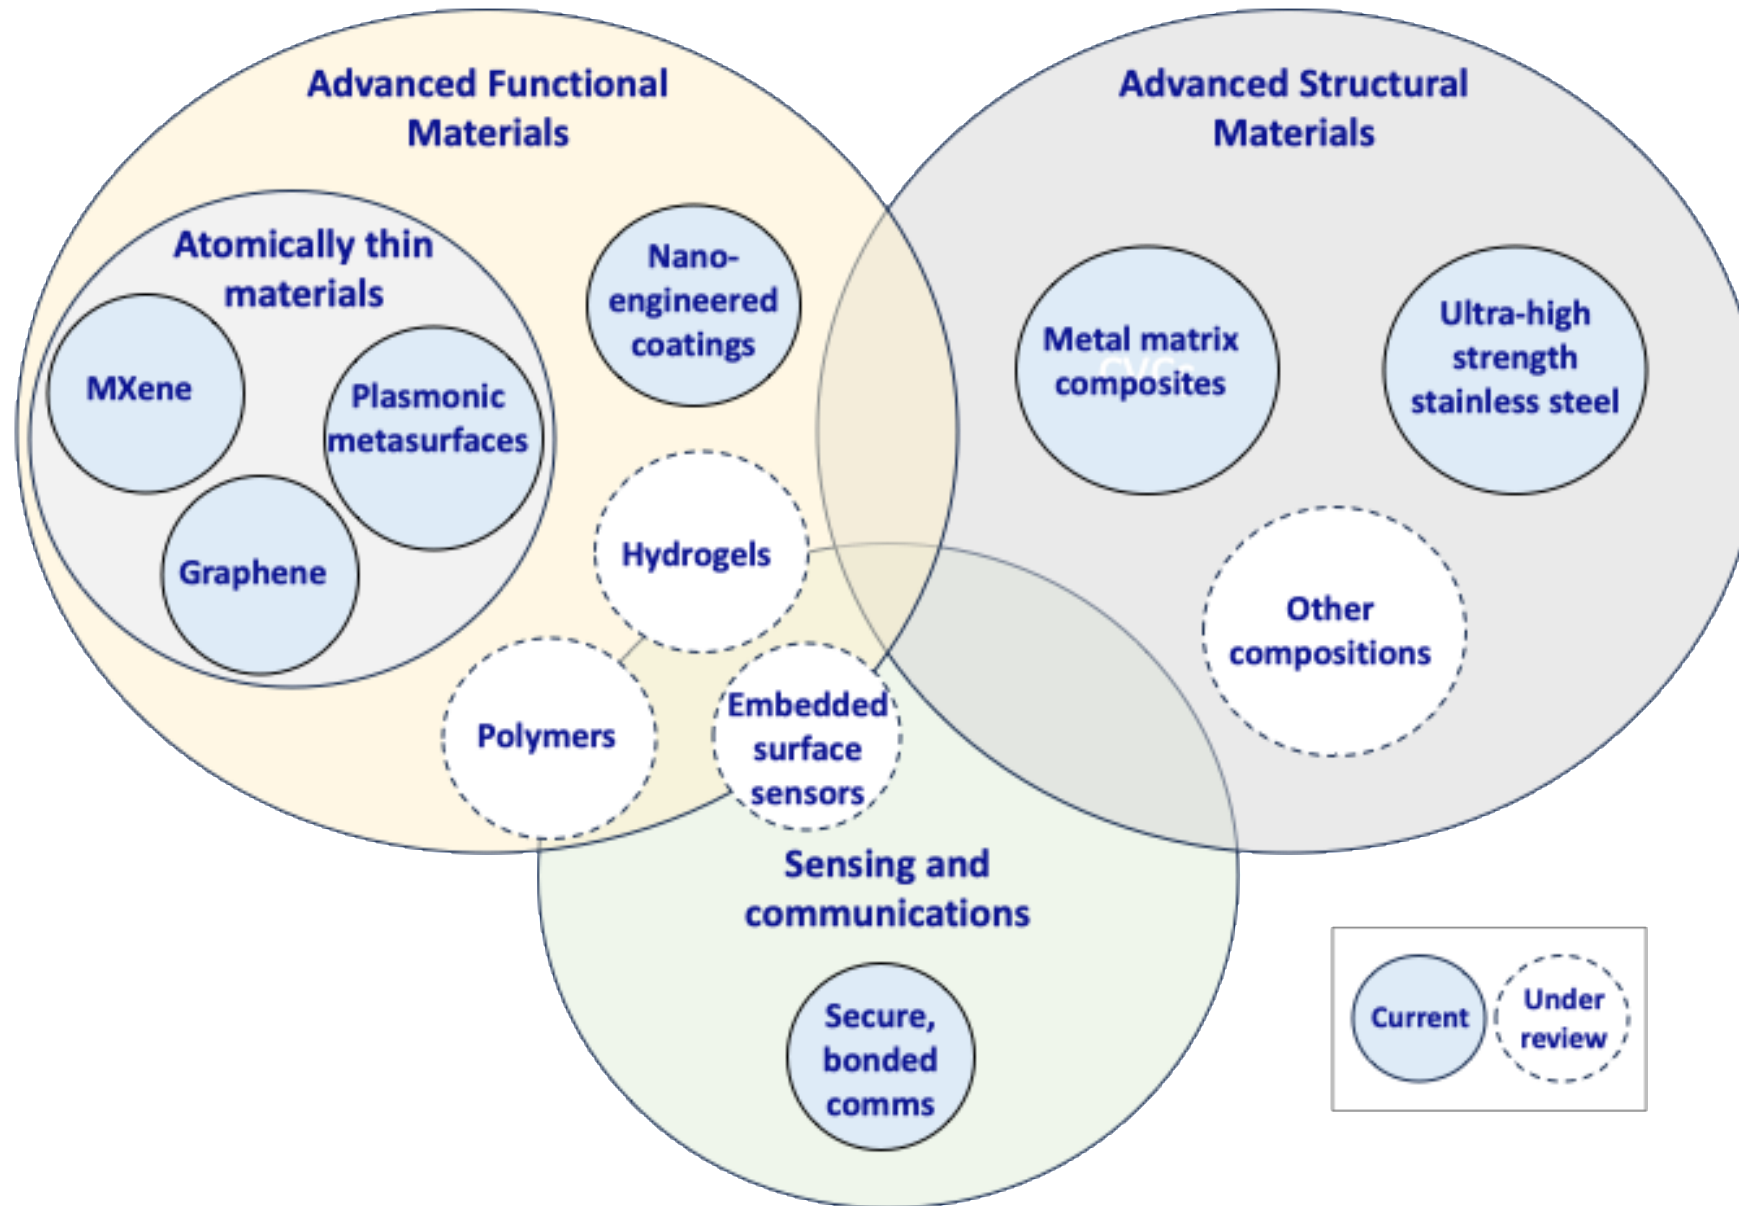 Advanced Functional
Materials
Advanced Structural
Materials
Atomically thin
materials
MXene
Plasmonic
metasurfaces
Graphene
Nano-
engineered
coatings
Metal matrix
composites
Ultra-high
strength
stainless steel
Hydrogels
Polymers
Embedded
surface
sensors
Other
compositions
Sensing and
communications
Secure,
bonded
comms
Current
Under
review